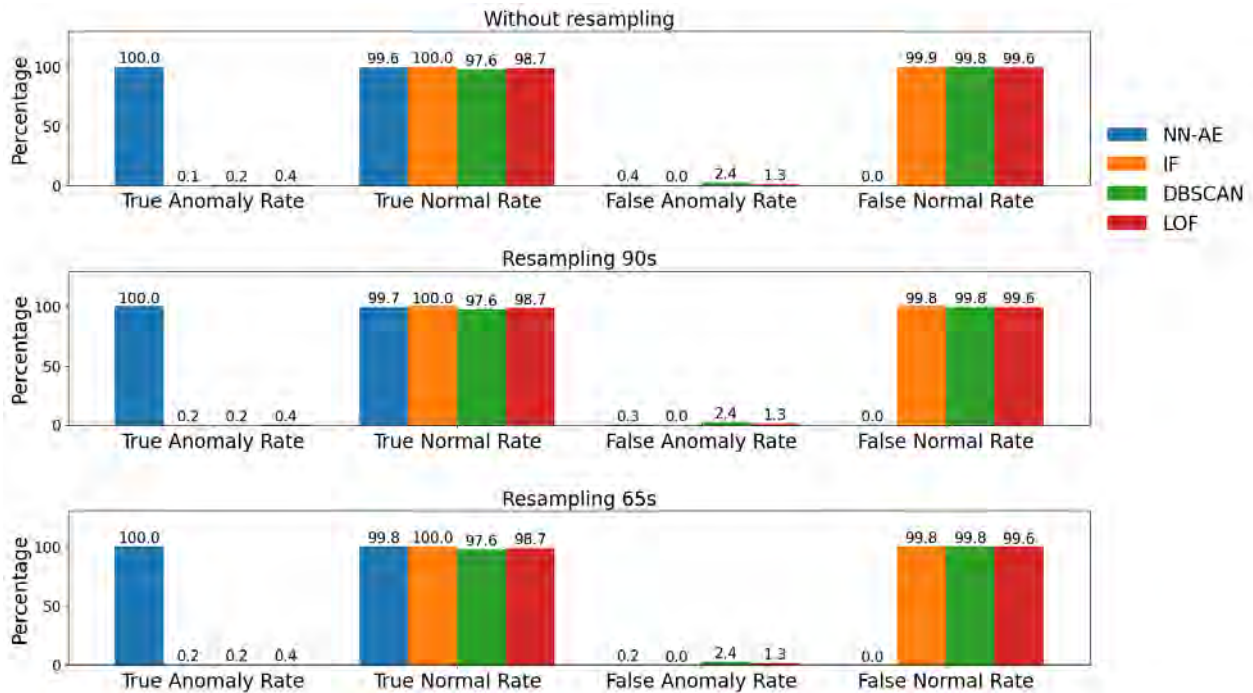 Without resampling
Percentage
100
50
0
100.0 0.1 0.2 0.4 99.6 100.0 97.6 98.7 0.4 0.0 2.4 1.3 0.0 99.9 99.8 99.6
True Anomaly Rate True Normal Rate False Anomaly Rate False Normal Rate
NN-AE
IF
DBSCAN
LOF
Resampling 90s
Percentage
100
50
0
100.0 0.2 0.2 0.4 99.7 100.0 97.6 98.7 0.3 0.0 2.4 1.3 0.0 99.8 99.8 99.6
True Anomaly Rate True Normal Rate False Anomaly Rate False Normal Rate
Resampling 65s
Percentage
100
50
0
100.0 0.2 0.2 0.4 99.8 100.0 97.6 98.7 0.2 0.0 2.4 1.3 0.0 99.8 99.8 99.6
True Anomaly Rate True Normal Rate False Anomaly Rate False Normal Rate